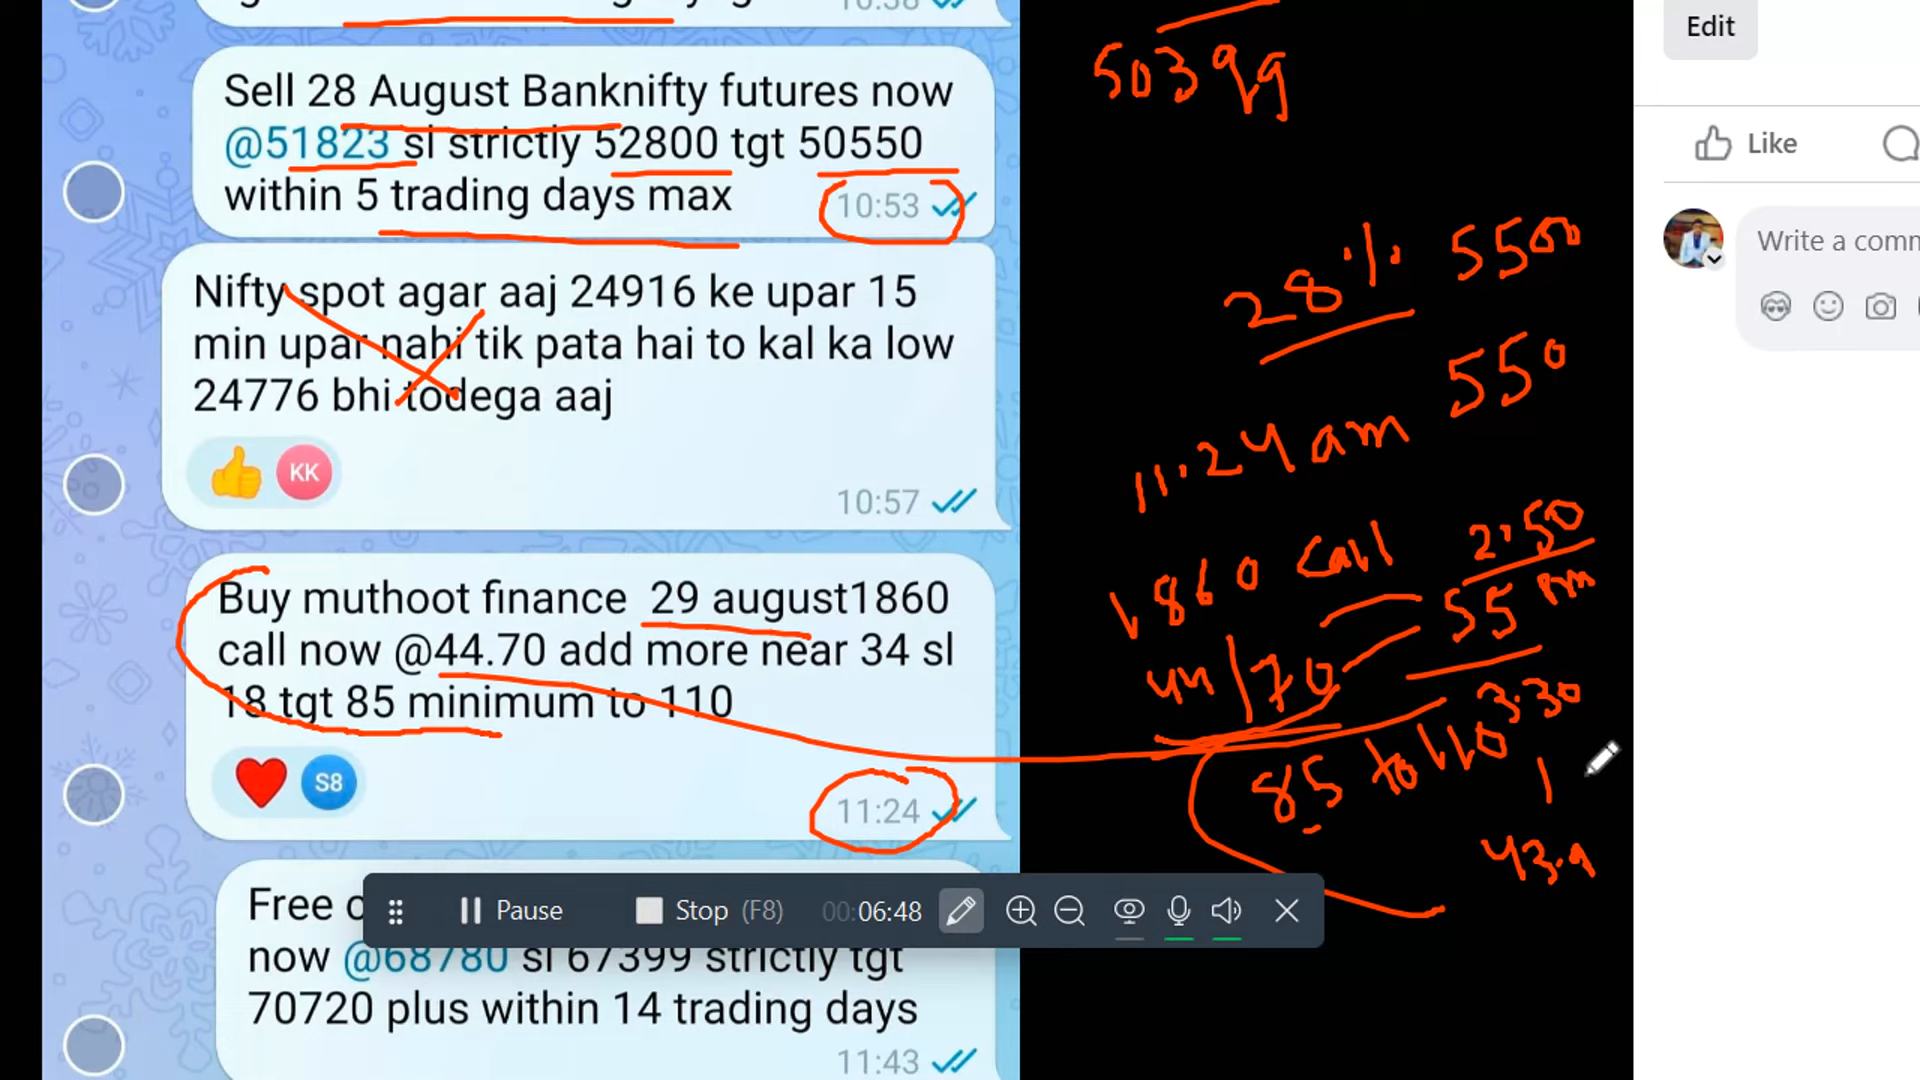 10:38
Sell 28 August Banknifty futures now
@51823 sl strictly 52800 tgt 50550
within 5 trading days max
10:53
Nifty spot agar aaj 24916 ke upar 15
min upar nahi tik pata hai to kal ka low
24776 bhi todega aaj
KK
10:57
Buy muthoot finance 29 august1860
call now @44.70 add more near 34 sl
18 tgt 85 minimum to 110
S8
11:24
Free
now @68780 sl 67399 strictly tgt
70720 plus within 14 trading days
11:43
Pause
Stop (F8)
00:06:48
50399
28% 5500
550
11.24 am
1860 call
2.50
55 pm
44/70
3.30
85 to 110
1
43.9
Edit
Like
Write a comm